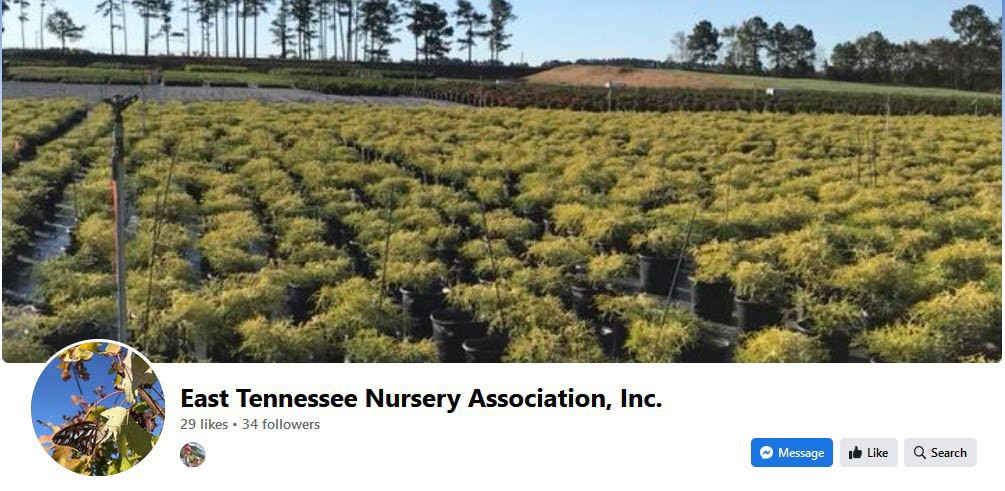 East Tennessee Nursery Association, Inc.
29 likes • 34 followers
Message Like Search